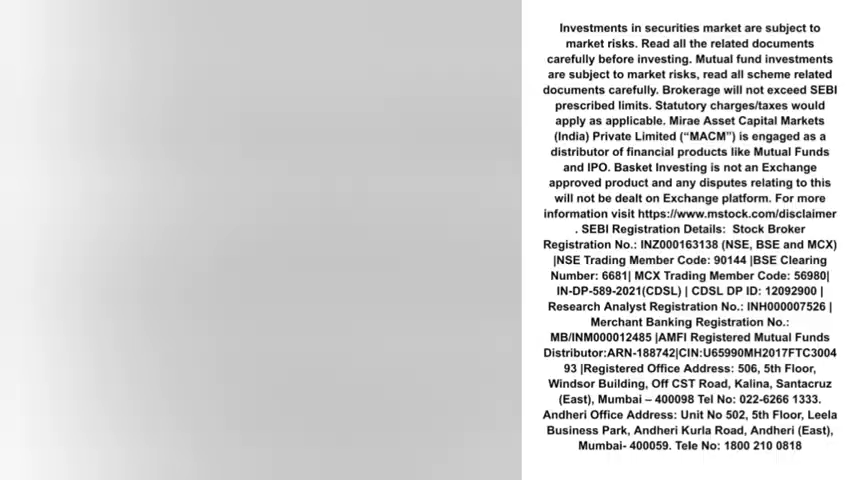 Investments in securities market are subject to
market risks. Read all the related documents
carefully before investing. Mutual fund investments
are subject to market risks, read all scheme related
documents carefully. Brokerage will not exceed SEBI
prescribed limits. Statutory charges/taxes would
apply as applicable. Mirae Asset Capital Markets
(India) Private Limited (“MACM”) is engaged as a
distributor of financial products like Mutual Funds
and IPO. Basket Investing is not an Exchange
approved product and any disputes relating to this
will not be dealt on Exchange platform. For more
information visit https://www.mstock.com/disclaimer
. SEBI Registration Details:  Stock Broker
Registration No.: INZ000163138 (NSE, BSE and MCX)
|NSE Trading Member Code: 90144 |BSE Clearing
Number: 6681| MCX Trading Member Code: 56980|
IN-DP-589-2021(CDSL) | CDSL DP ID: 12092900 |
Research Analyst Registration No.: INH000007526 |
Merchant Banking Registration No.:
MB/INM000012485 |AMFI Registered Mutual Funds
Distributor:ARN-188742|CIN:U65990MH2017FTC3004
93 |Registered Office Address: 506, 5th Floor,
Windsor Building, Off CST Road, Kalina, Santacruz
(East), Mumbai – 400098 Tel No: 022-6266 1333.
Andheri Office Address: Unit No 502, 5th Floor, Leela
Business Park, Andheri Kurla Road, Andheri (East),
Mumbai- 400059. Tele No: 1800 210 0818